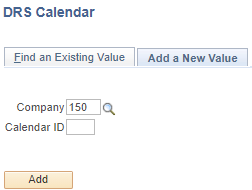 DRS Calendar
Find an Existing Value Add a New Value
Company 150
Calendar ID
Add